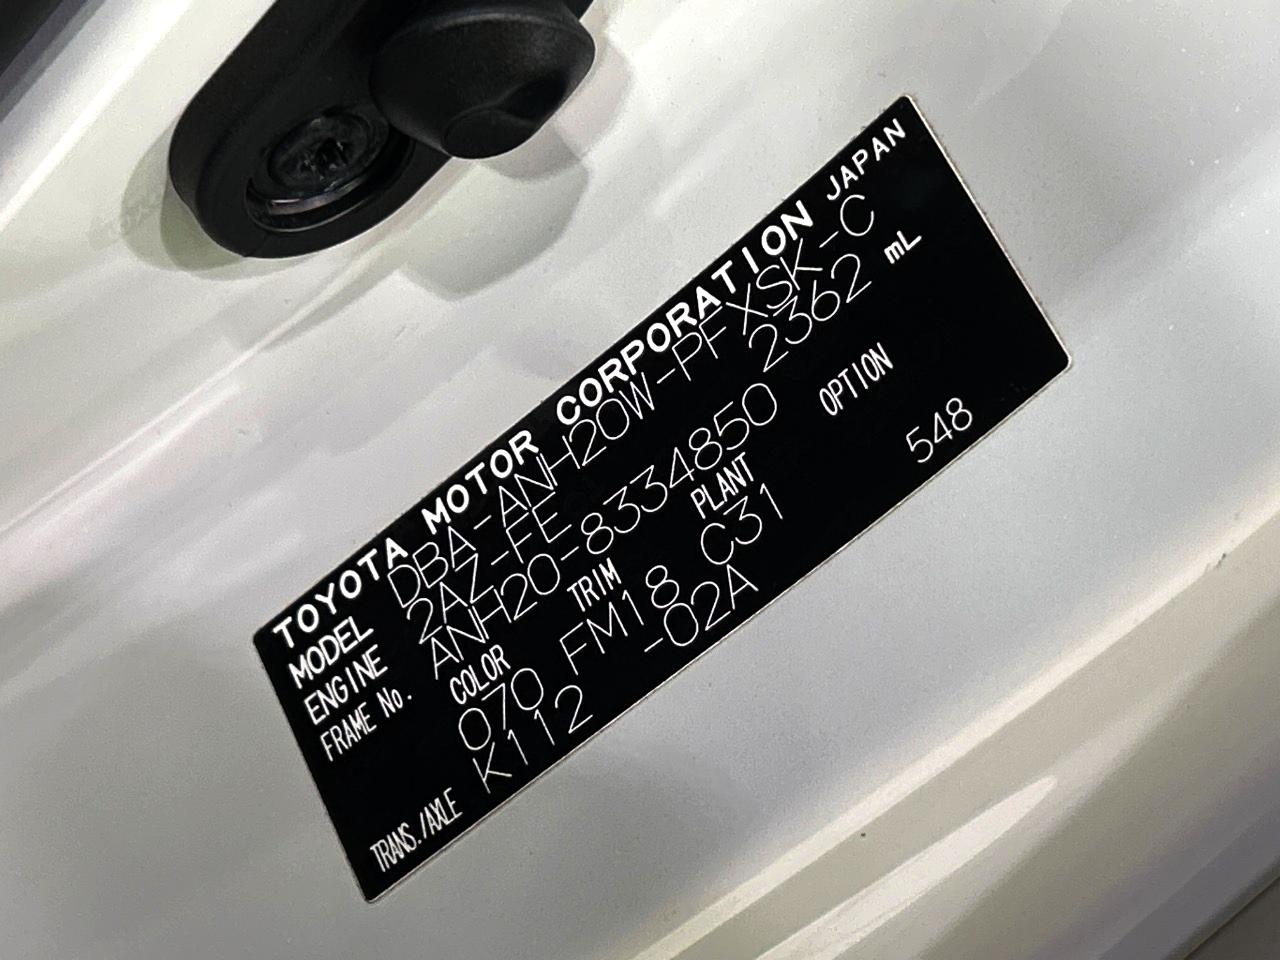 TOYOTA MOTOR CORPORATION JAPAN
MODEL DBA-ANH20W-PFXSK-C
ENGINE 2AZ-FE 2362 mL
FRAME No. ANH20-8334850
COLOR TRIM PLANT OPTION
070 FM18 C31 548
TRANS./AXLE K112 -02A